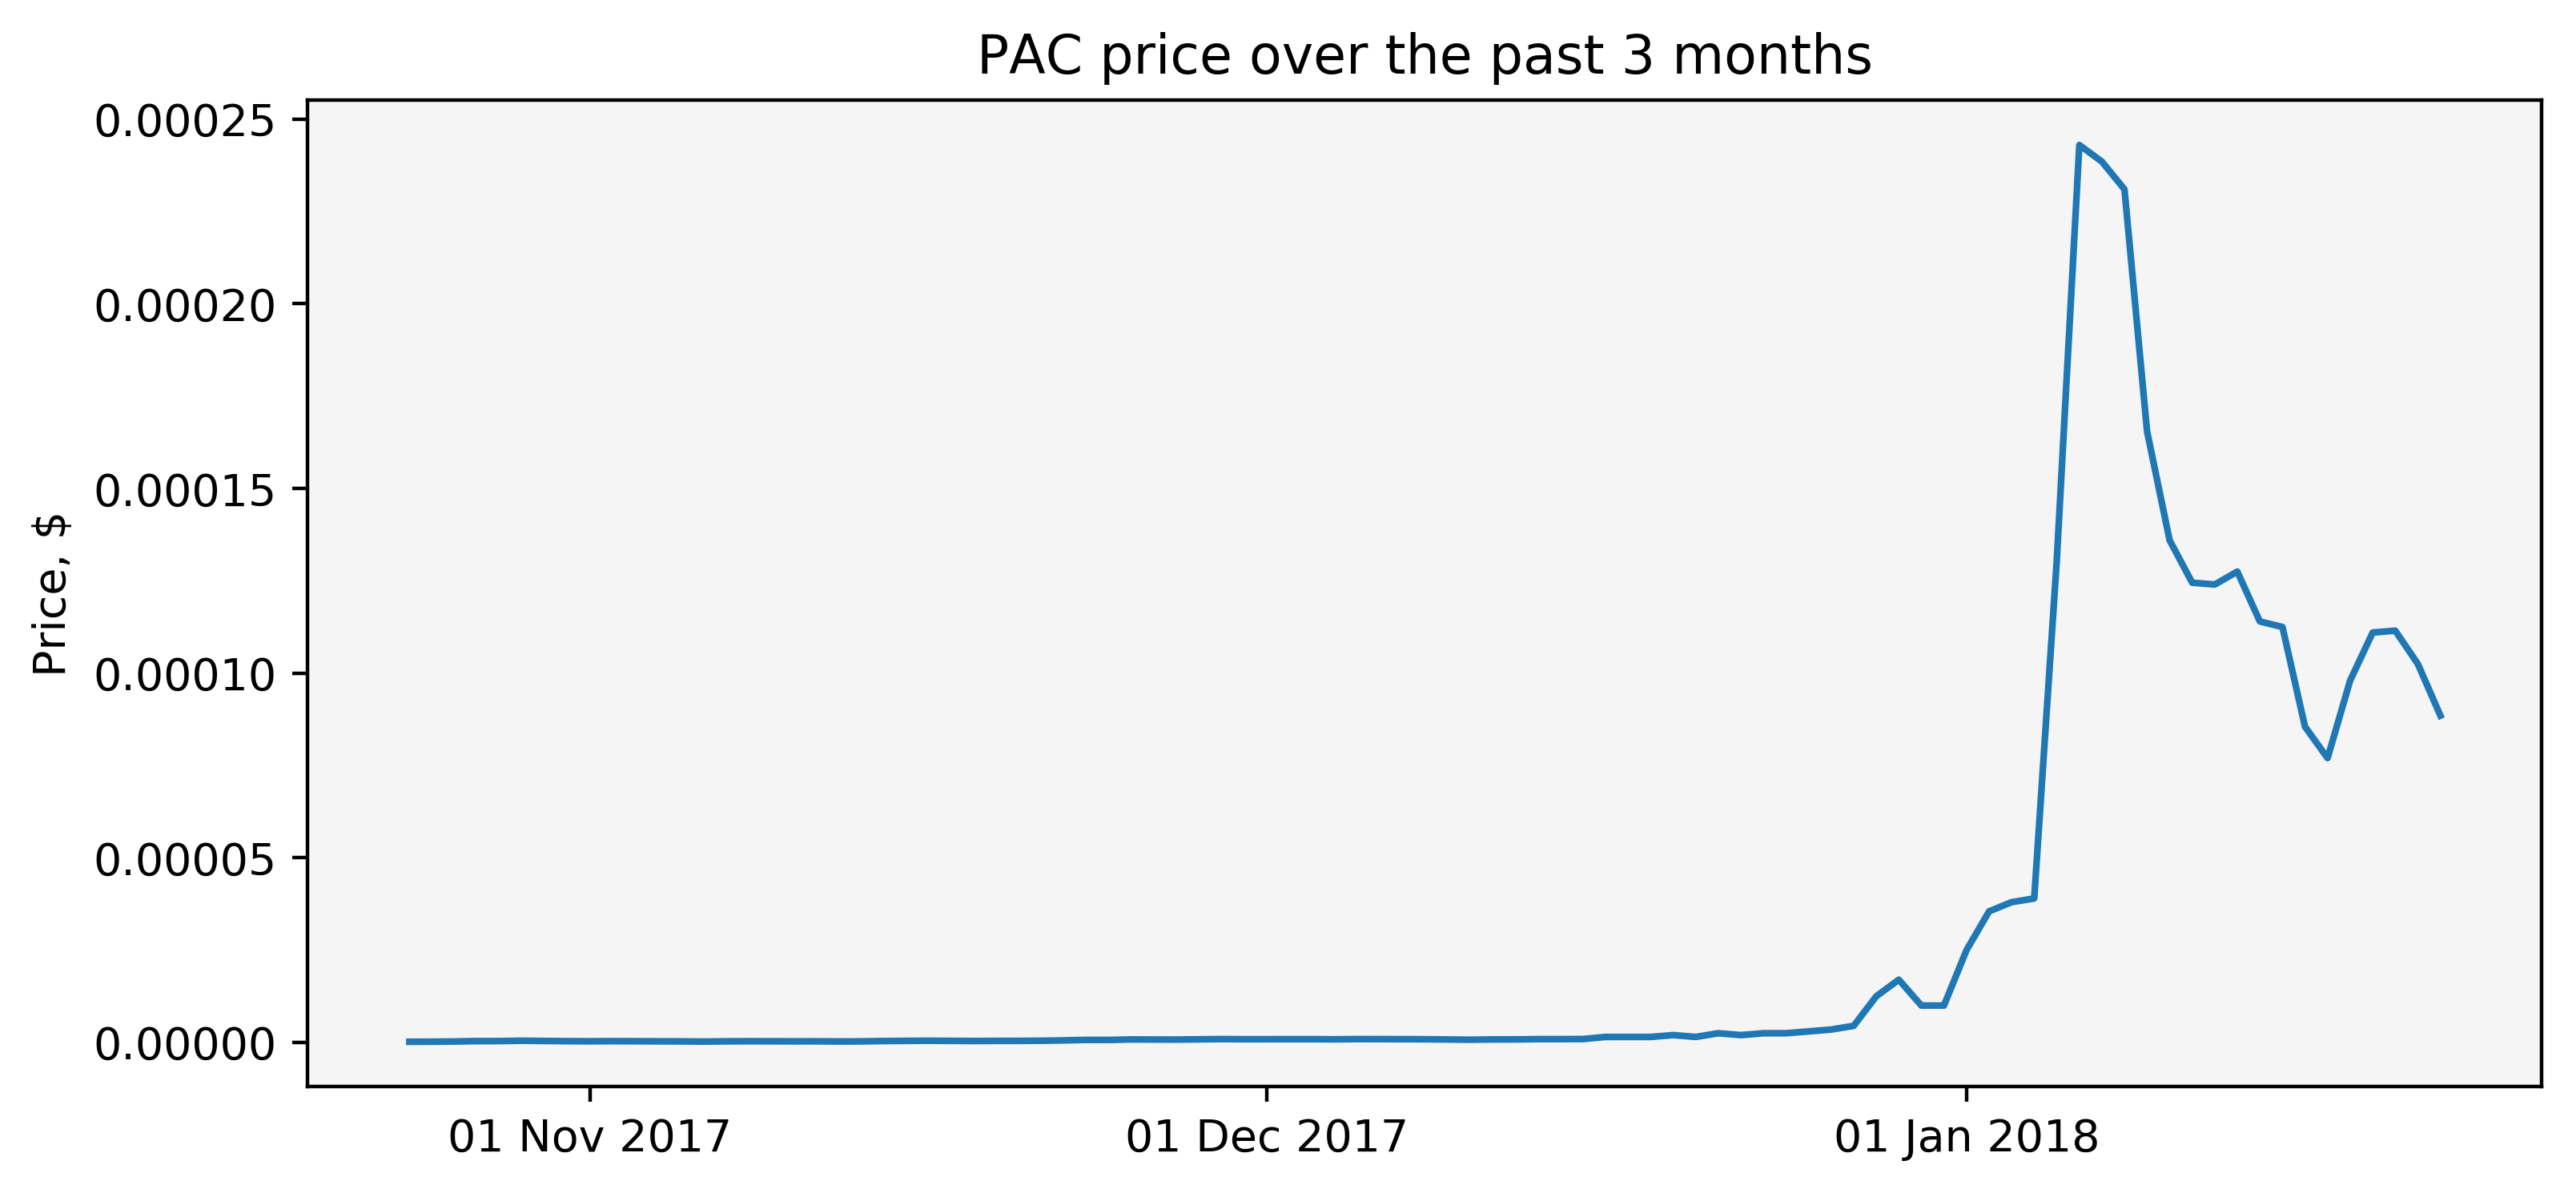 PAC price over the past 3 months
Price, $
0.00025
0.00020
0.00015
0.00010
0.00005
0.00000
01 Nov 2017
01 Dec 2017
01 Jan 2018